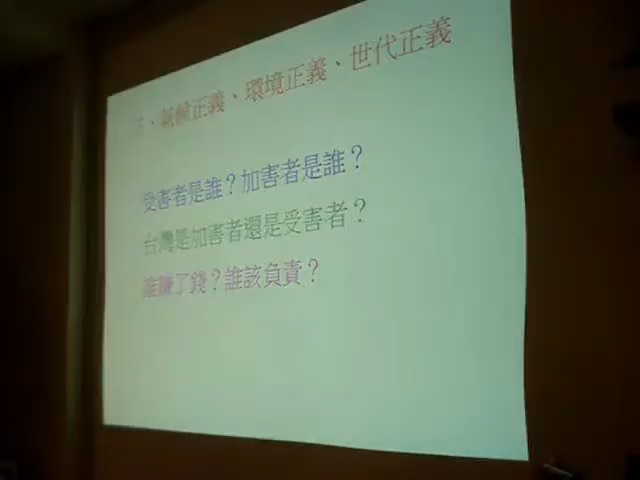 三、氣候正義、環境正義、世代正義
受害者是誰？加害者是誰？
台灣是加害者還是受害者？
誰賺了錢？誰該負責？